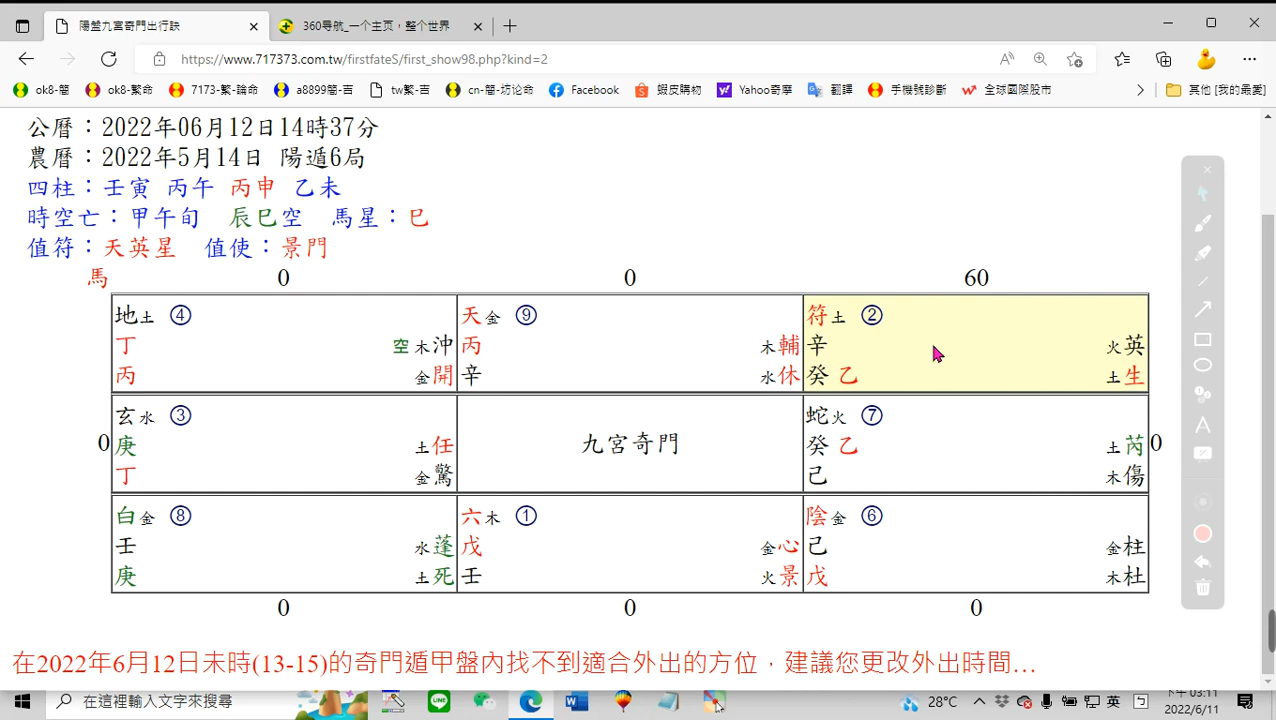 陽盤九宮奇門出行訣
360导航_一个主页，整个世界
https://www.717373.com.tw/firstfateS/first_show98.php?kind=2
ok8-簡 ok8-繁命 7173-繁-論命 a8899簡-吉 tw繁-吉 cn-簡-坊论命 Facebook 蝦皮購物 Yahoo奇摩 翻譯 手機號診斷 全球國際股市 其他 [我的最愛]
公曆：2022年06月12日14時37分
農曆：2022年5月14日 陽遁6局
四柱：壬寅 丙午 丙申 乙未
時空亡：甲午旬 辰巳空 馬星：巳
值符：天英星 值使：景門
馬 0 0 60
地土 ④ 天金 ⑨ 符土 ②
丁 空 木沖 丙 木輔 辛 火英
丙 金開 辛 水休 癸 乙 土生
玄水 ③ 蛇火 ⑦
0 庚 土任 九宮奇門 癸 乙 土芮 0
丁 金驚 己 木傷
白金 ⑧ 六木 ① 陰金 ⑥
壬 水蓬 戊 金心 己 金柱
庚 土死 壬 火景 戊 木杜
0 0 0
在2022年6月12日未時(13-15)的奇門遁甲盤內找不到適合外出的方位，建議您更改外出時間...
在這裡輸入文字來搜尋
28°C 英
下午 03:11
2022/6/11